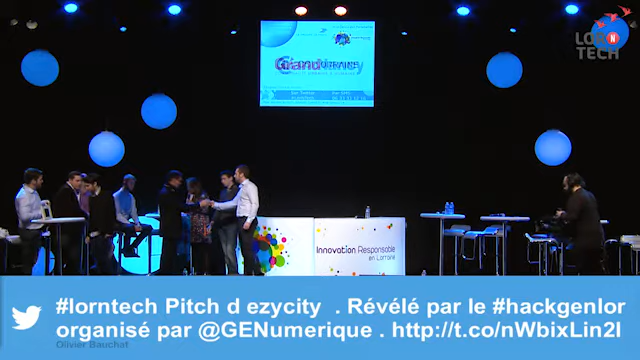 LOR N
TECH
Innovation Responsable
en Lorraine
#lorntech Pitch d ezycity . Révélé par le #hackgenlor
organisé par @GENumerique . http://t.co/nWbixLin2l
Olivier Bauchat